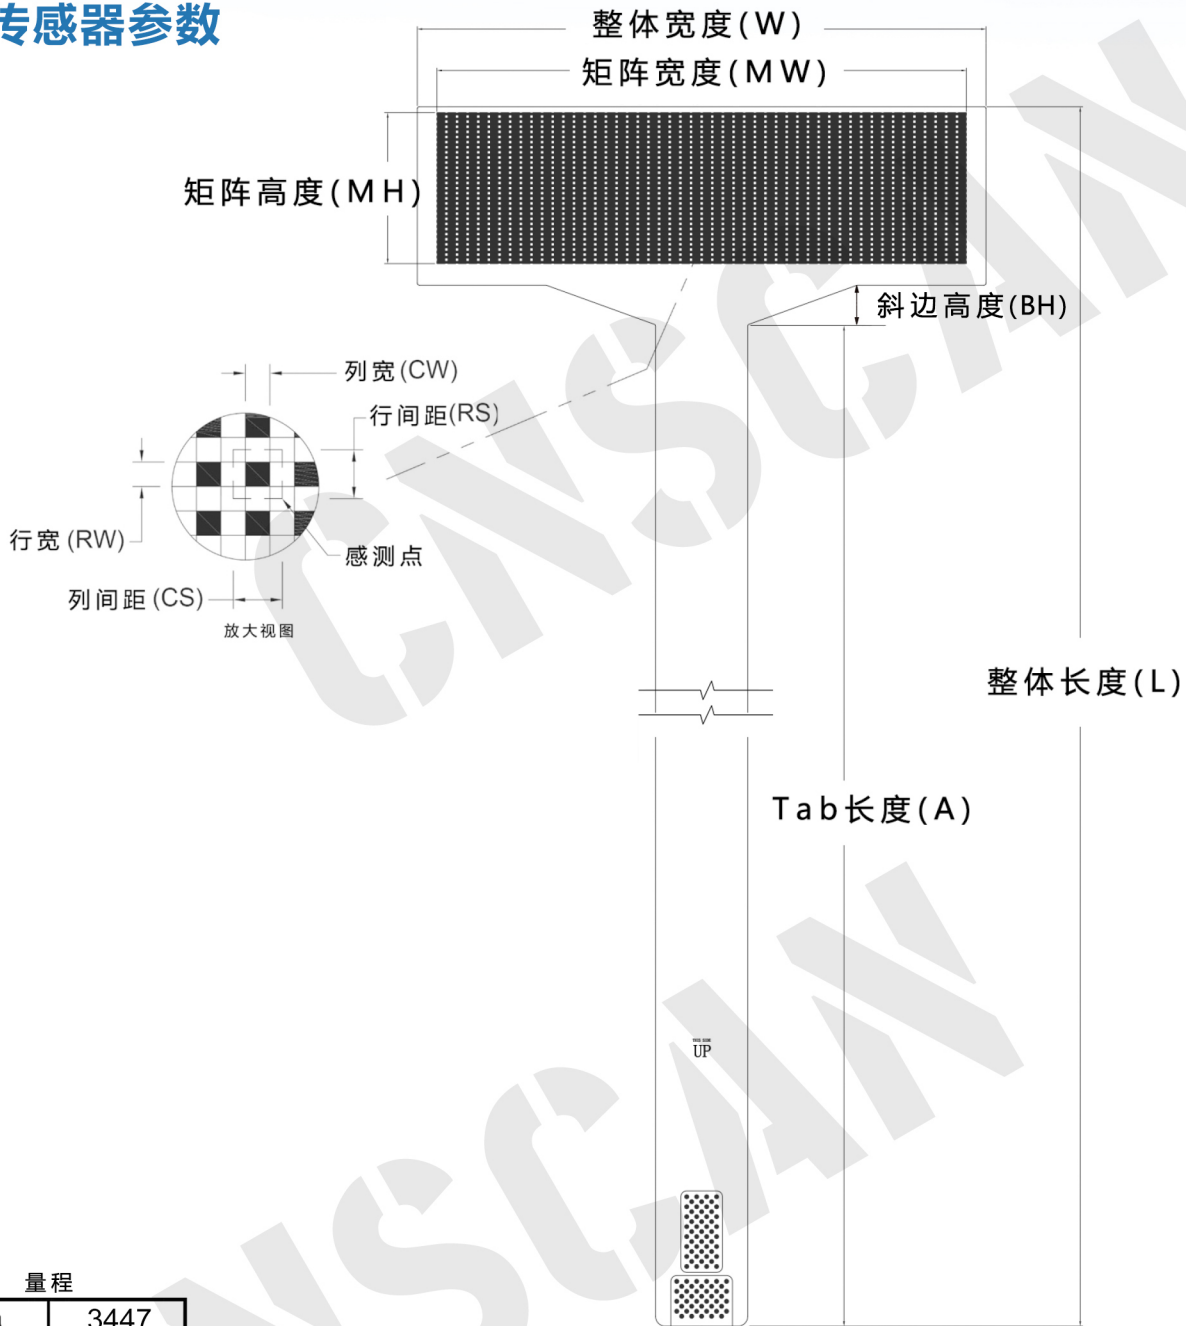 传感器参数
整体宽度(W)
矩阵宽度(MW)
矩阵高度(MH)
斜边高度(BH)
列宽(CW)
行间距(RS)
行宽(RW)
感测点
列间距(CS)
放大视图
整体长度(L)
Tab长度(A)
THIS SIDE
UP
量程
3447
CNSCAN
CNSCAN